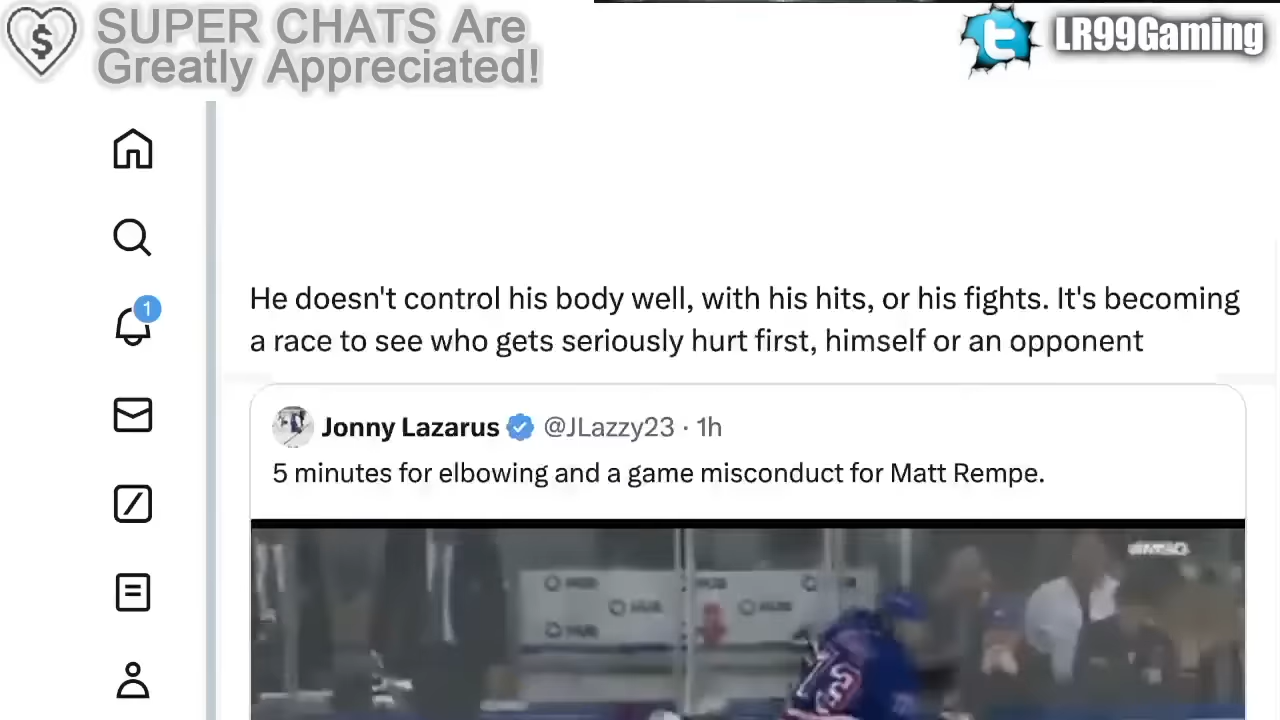 SUPER CHATS Are
Greatly Appreciated!
LR99Gaming
1
He doesn't control his body well, with his hits, or his fights. It's becoming
a race to see who gets seriously hurt first, himself or an opponent
Jonny Lazarus @JLazzy23 · 1h
5 minutes for elbowing and a game misconduct for Matt Rempe.
73